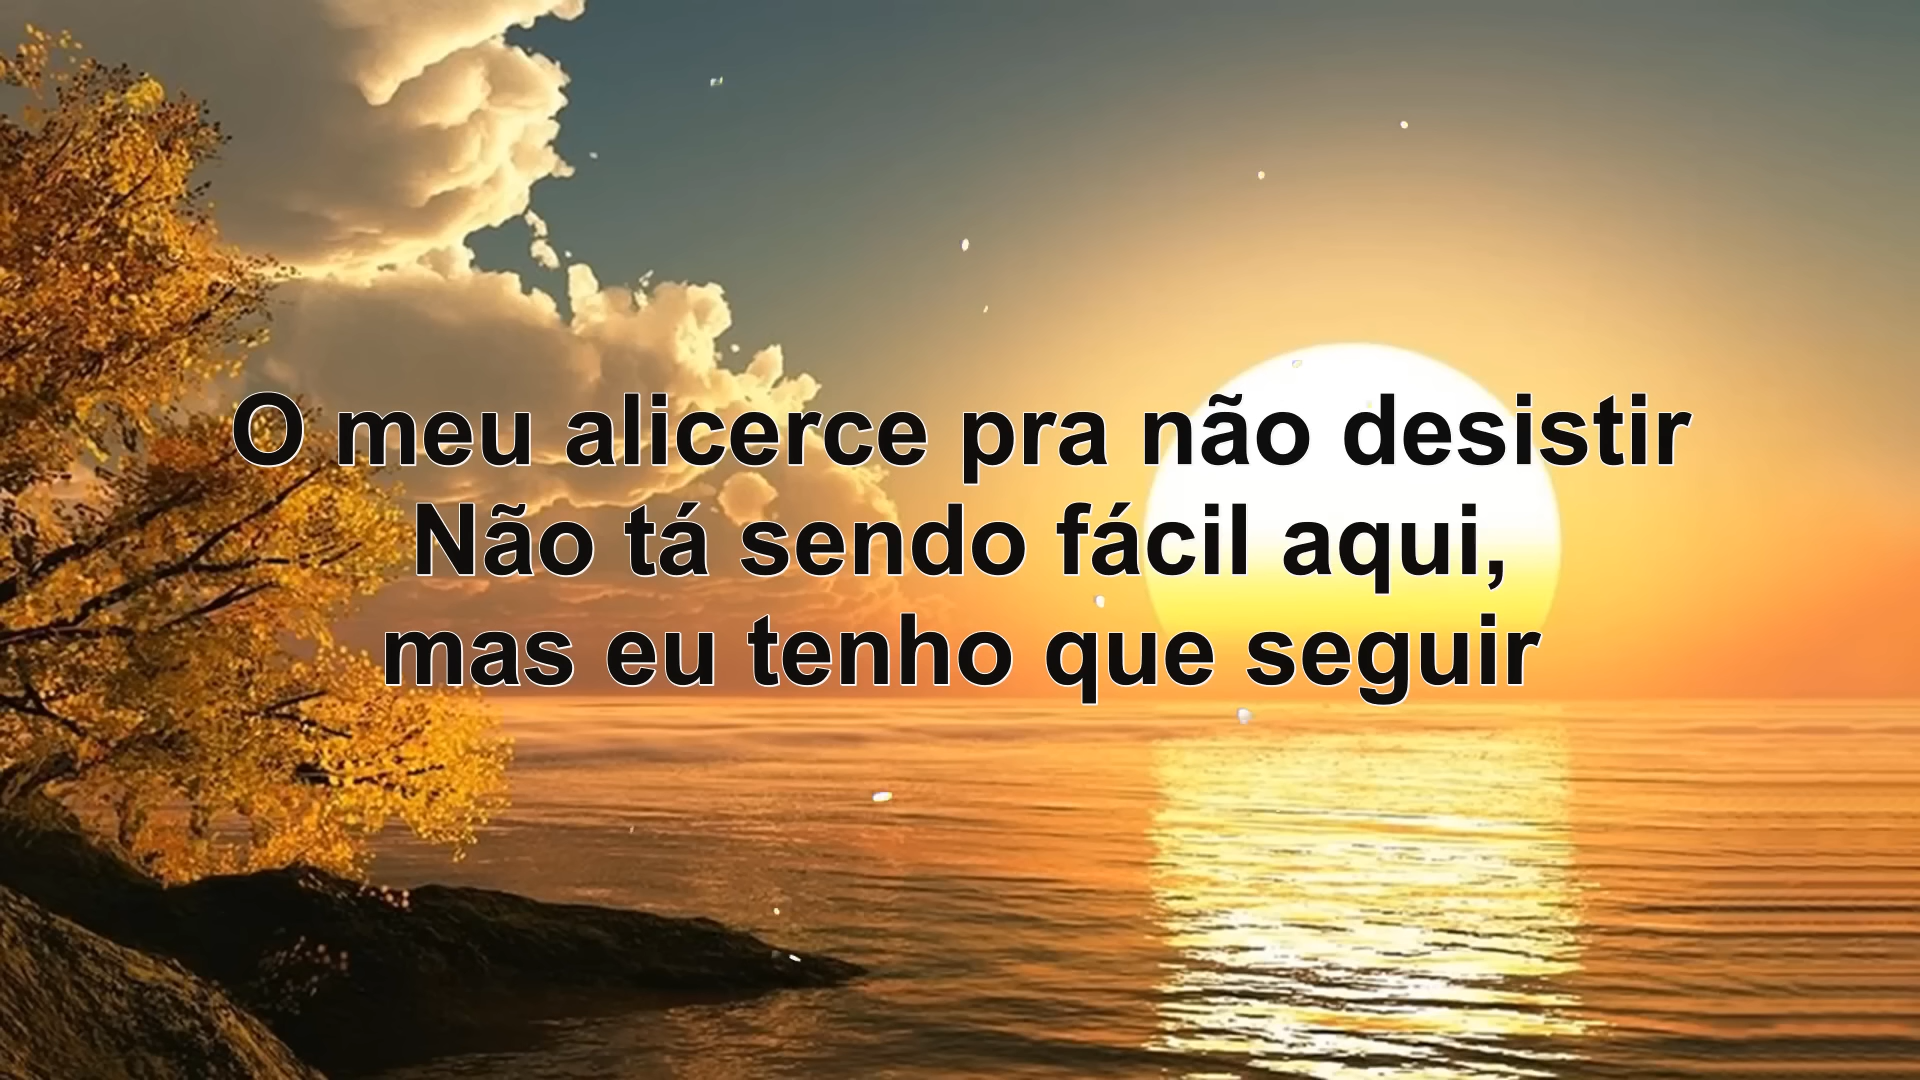 O meu alicerce pra não desistir
Não tá sendo fácil aqui,
mas eu tenho que seguir